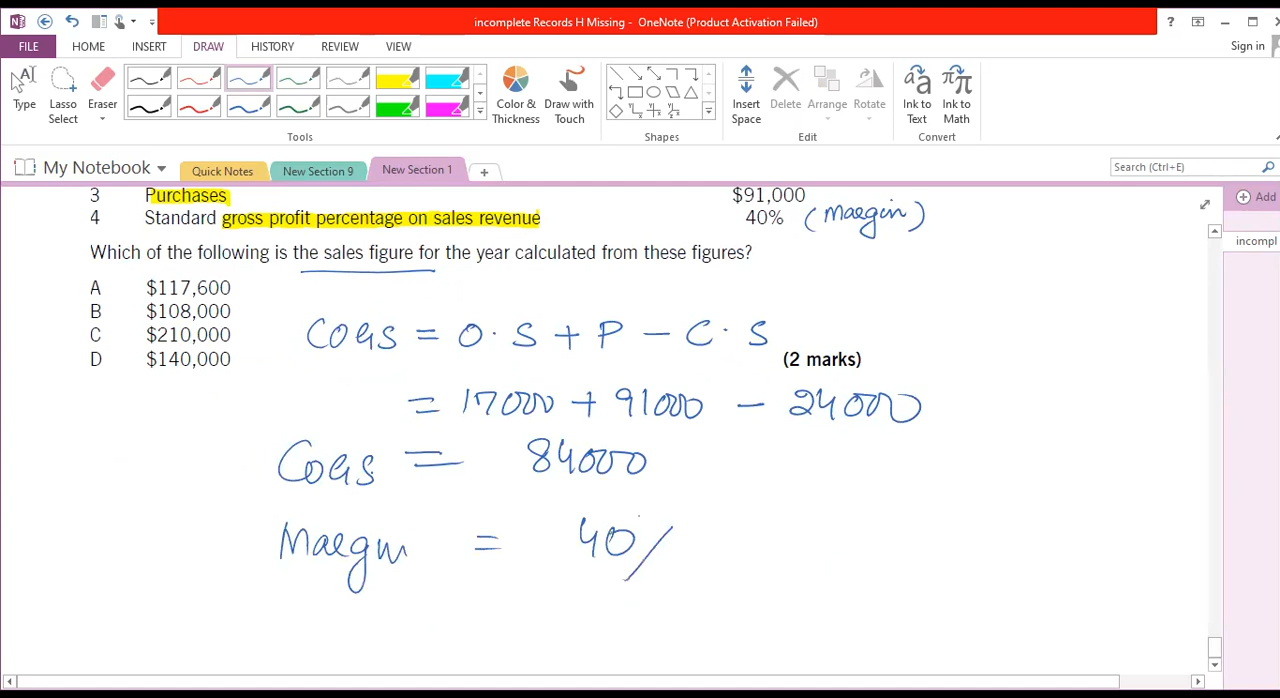 incomplete Records H Missing - OneNote (Product Activation Failed)
?
Sign in
FILE HOME INSERT DRAW HISTORY REVIEW VIEW
Type
Lasso Select
Eraser
Color & Thickness
Draw with Touch
Insert Space
Delete
Arrange
Rotate
Ink to Text
Ink to Math
Tools
Shapes
Edit
Convert
My Notebook Quick Notes New Section 9 New Section 1 +
Search (Ctrl+E)
Add
incompl
3 Purchases $91,000
4 Standard gross profit percentage on sales revenue 40% (Margin)
Which of the following is the sales figure for the year calculated from these figures?
A $117,600
B $108,000
C $210,000
D $140,000
COGS = O.S + P - C.S
(2 marks)
= 17000 + 91000 - 24000
COGS = 84000
Margin = 40/